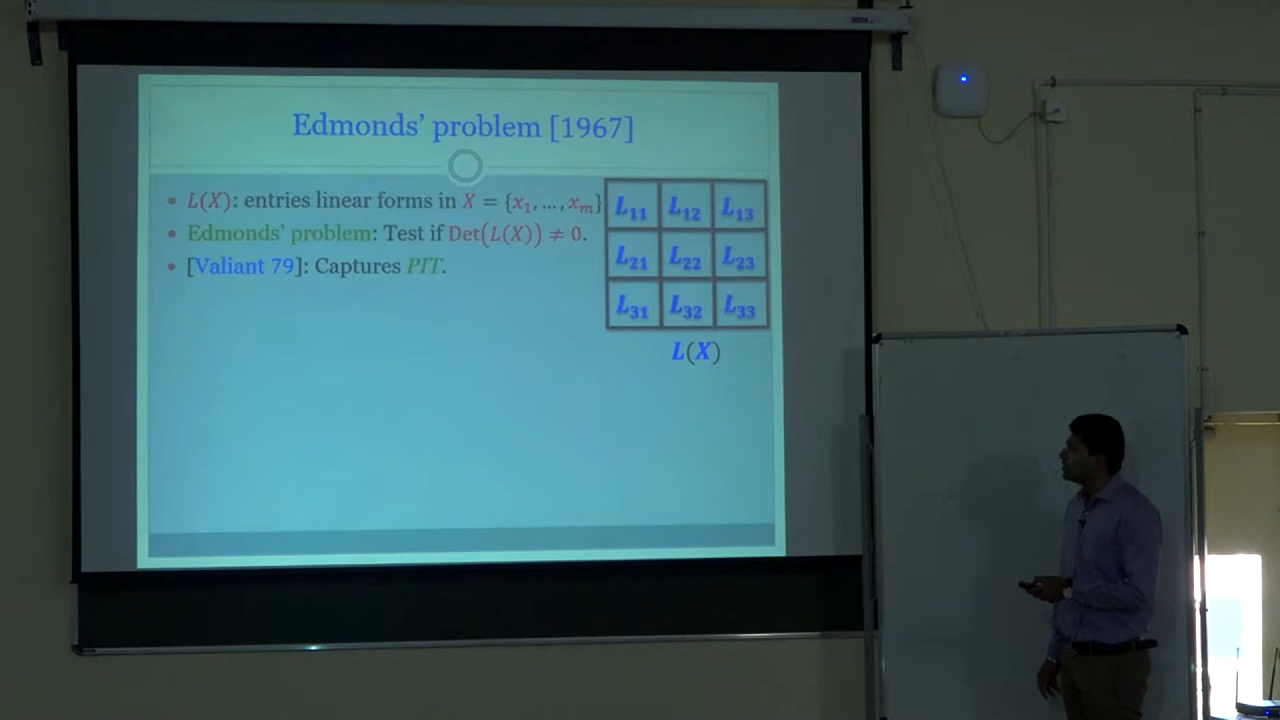 Edmonds’ problem [1967]
• L(X): entries linear forms in X = {x₁, …, xₘ}
• Edmonds’ problem: Test if Det(L(X)) ≠ 0.
• [Valiant 79]: Captures PIT.
L₁₁ L₁₂ L₁₃
L₂₁ L₂₂ L₂₃
L₃₁ L₃₂ L₃₃
L(X)